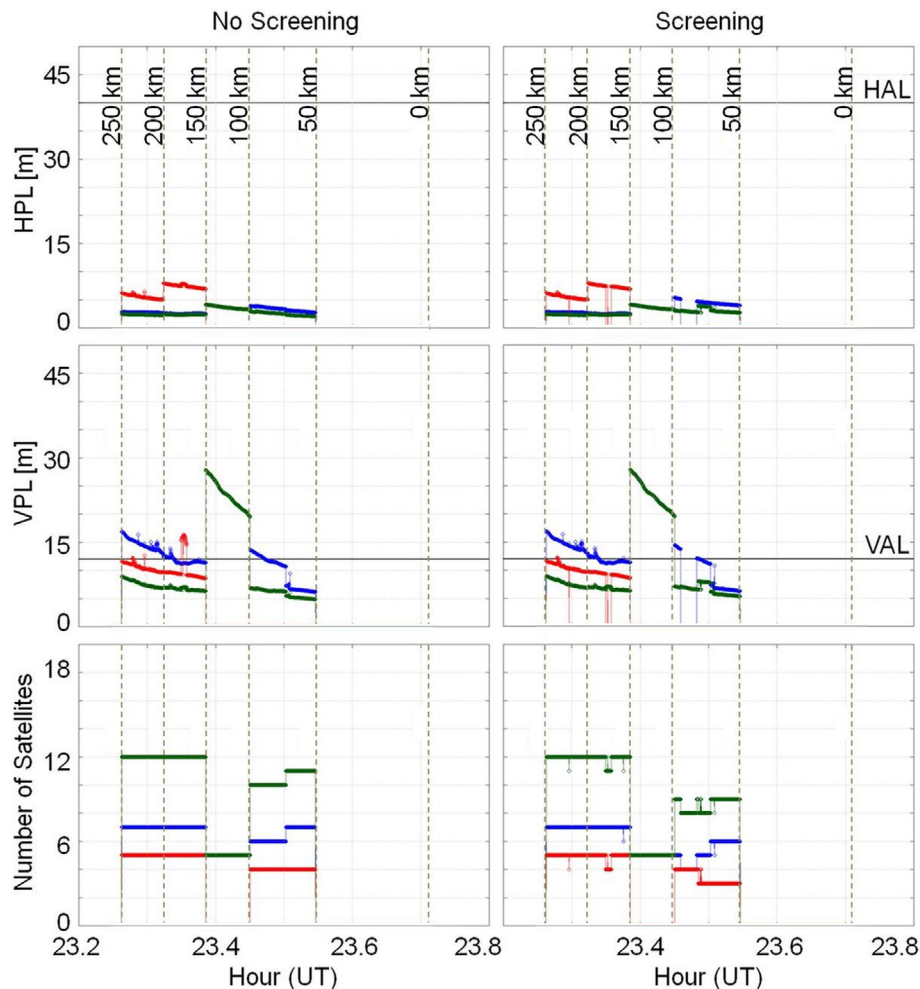 No Screening
Screening
HPL [m]
45
30
15
0
250 km
200 km
150 km
100 km
50 km
0 km
250 km
200 km
150 km
100 km
50 km
0 km
HAL
VPL [m]
45
30
15
0
VAL
Number of Satellites
18
12
6
0
23.2
23.4
23.6
23.8
23.4
23.6
23.8
Hour (UT)
Hour (UT)